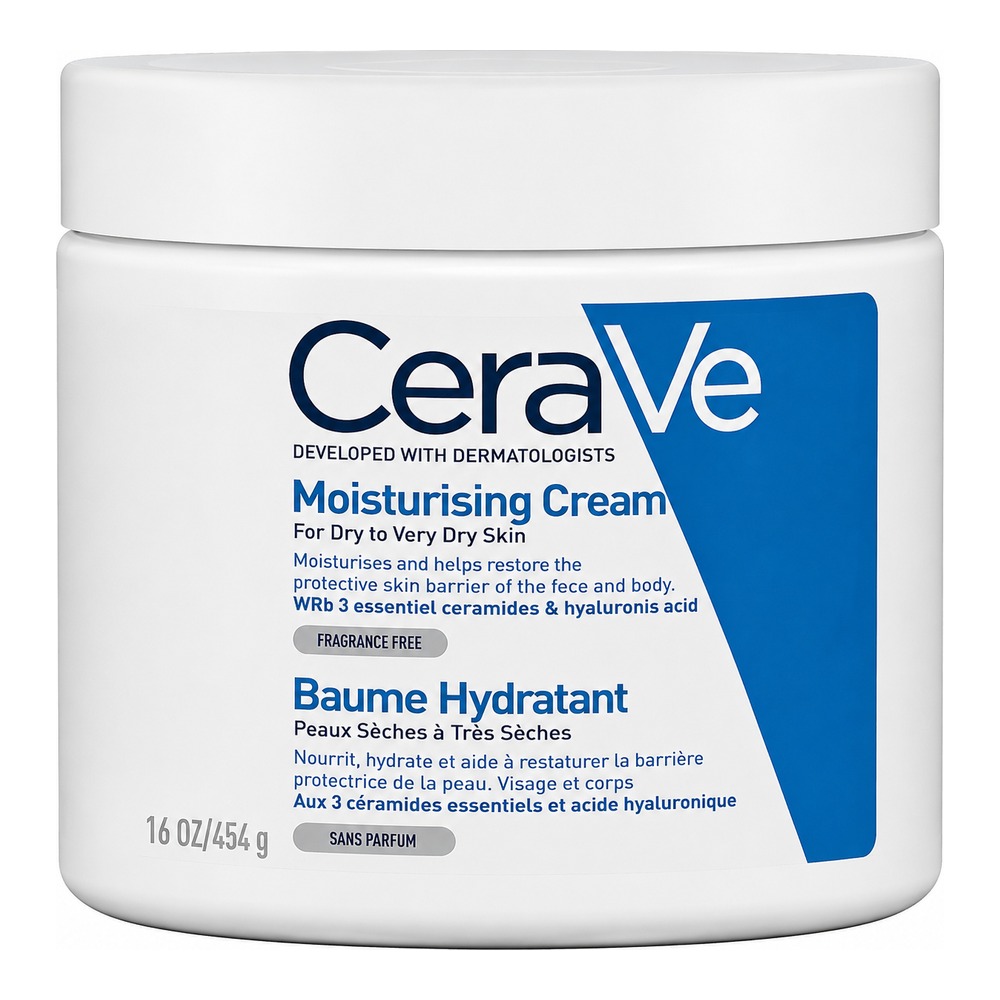 CeraVe
DEVELOPED WITH DERMATOLOGISTS
Moisturising Cream
For Dry to Very Dry Skin
Moisturises and helps restore the
protective skin barrier of the fece and body.
WRb 3 essentiel ceramides & hyaluronis acid
FRAGRANCE FREE
Baume Hydratant
Peaux Sèches à Très Sèches
Nourrit, hydrate et aide à restaturer la barrière
protectrice de la peau. Visage et corps
Aux 3 céramides essentiels et acide hyaluronique
16 OZ/454 g
SANS PARFUM